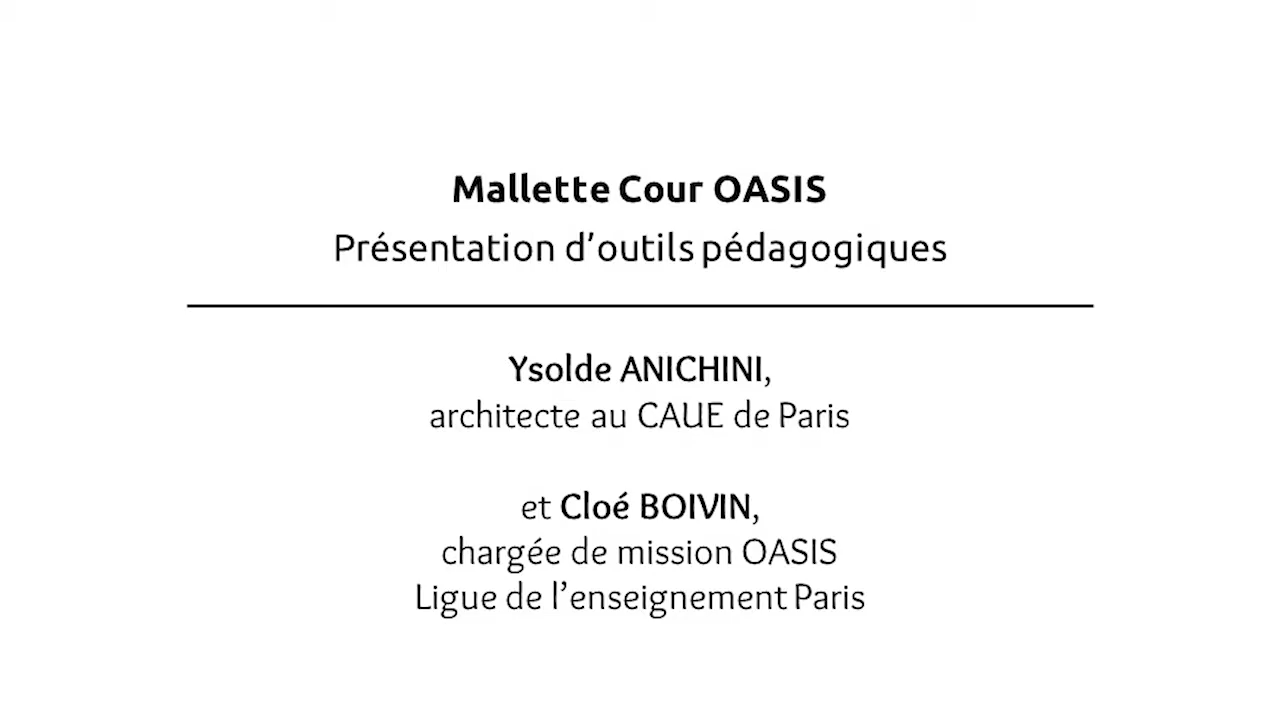 Mallette Cour OASIS
Présentation d’outils pédagogiques
Ysolde ANICHINI,
architecte au CAUE de Paris
et Cloé BOIVIN,
chargée de mission OASIS
Ligue de l’enseignement Paris